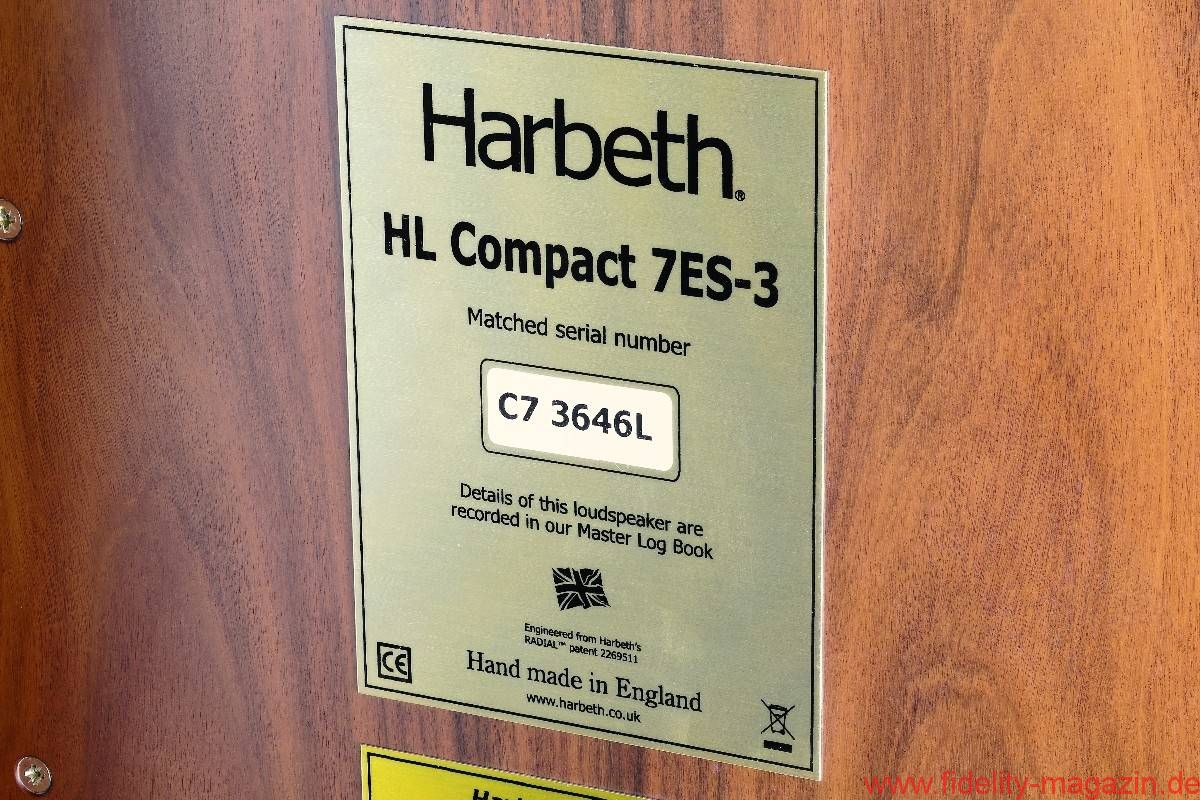 Harbeth®
HL Compact 7ES-3
Matched serial number
C7 3646L
Details of this loudspeaker are
recorded in our Master Log Book
Engineered from Harbeth's
RADIAL™ patent 2269511
CE
Hand made in England
www.harbeth.co.uk
www.fidelity-magazin.de